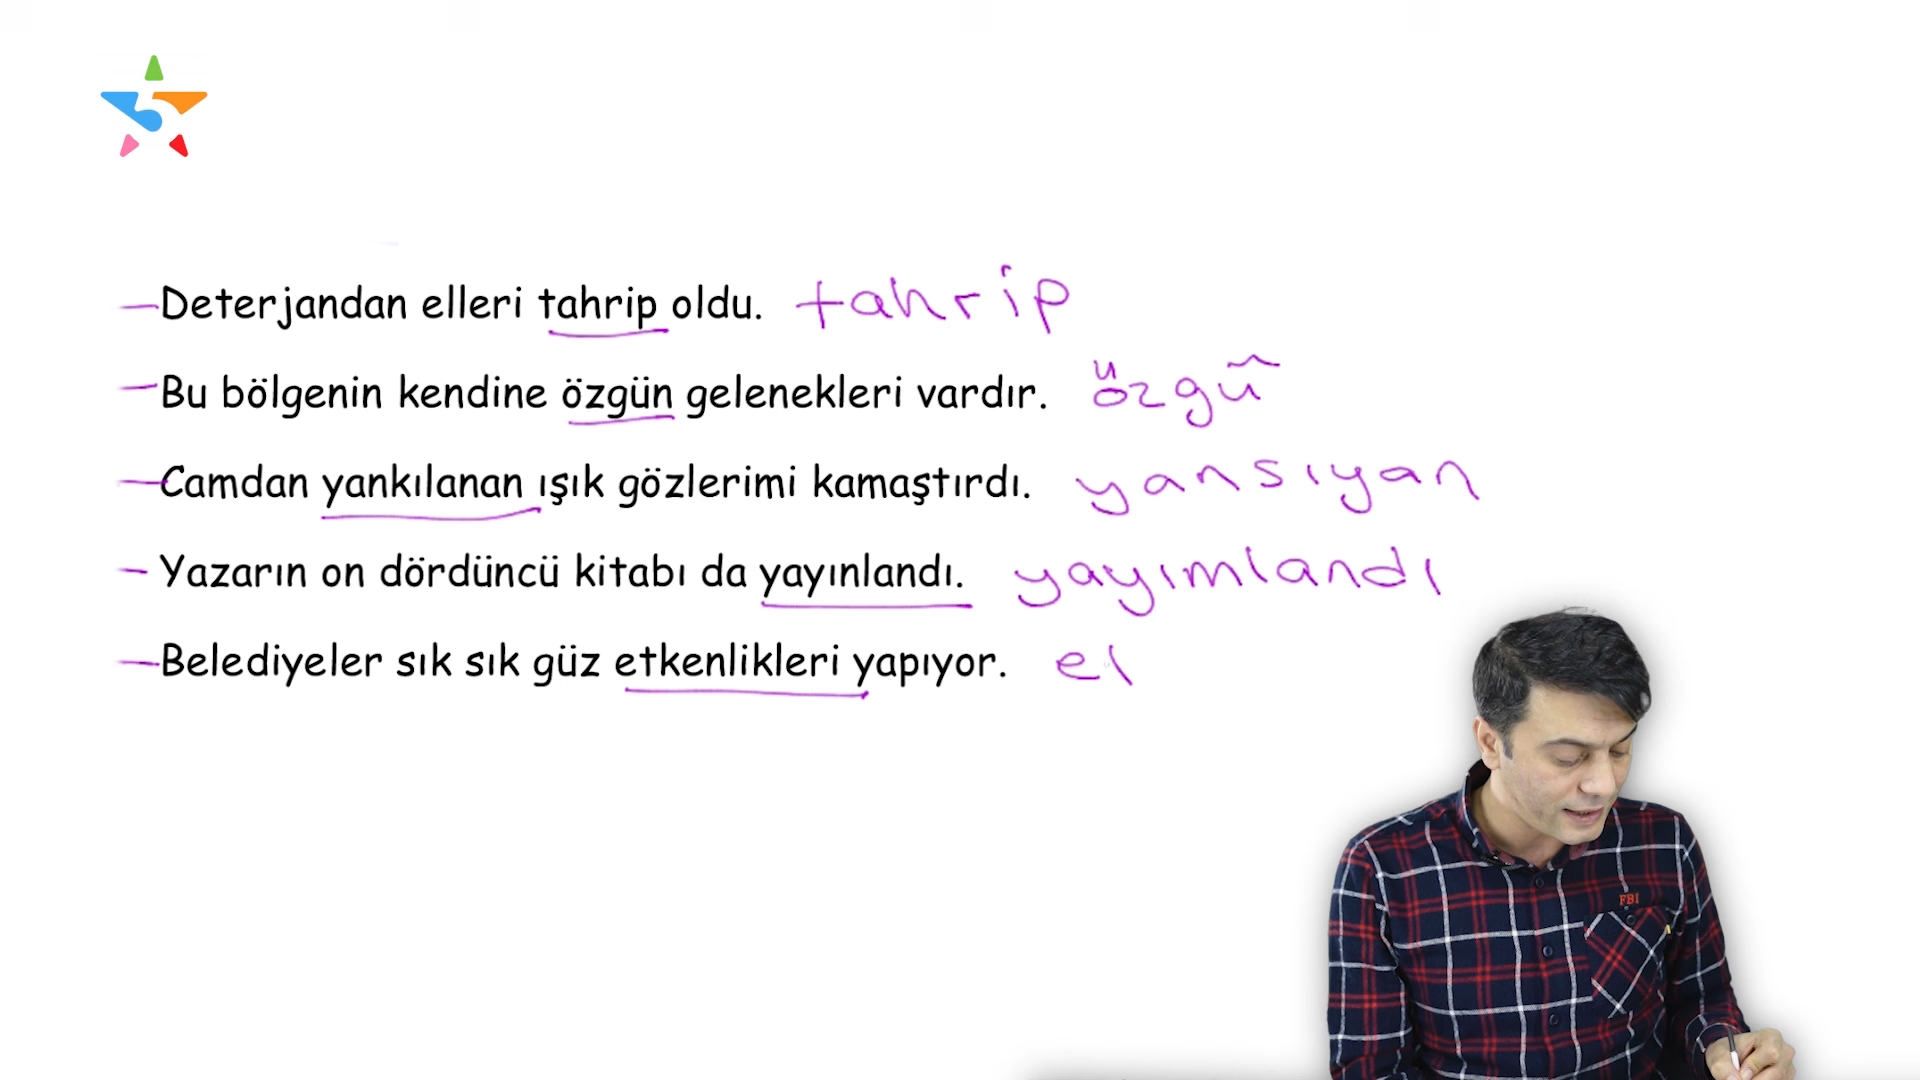 –Deterjandan elleri tahrip oldu. tahrip
–Bu bölgenin kendine özgün gelenekleri vardır. özgü
–Camdan yankılanan ışık gözlerimi kamaştırdı. yansıyan
– Yazarın on dördüncü kitabı da yayınlandı. yayımlandı
–Belediyeler sık sık güz etkenlikleri yapıyor. el
FBI